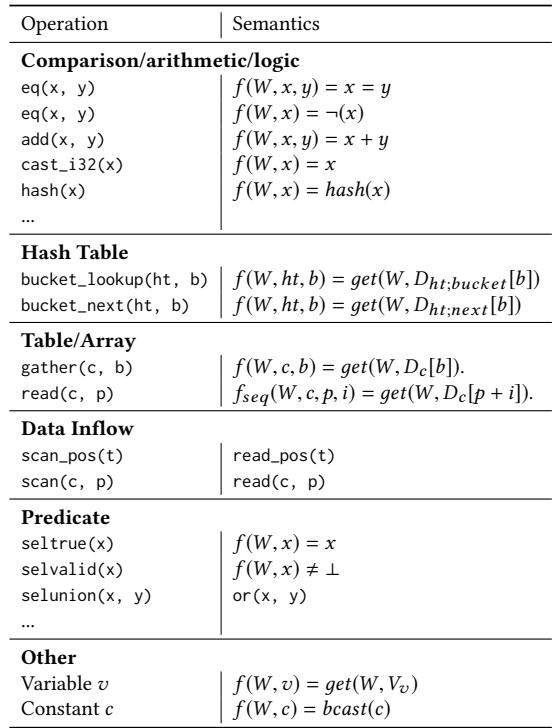 Operation Semantics
Comparison/arithmetic/logic
eq(x, y) f(W, x, y) = x = y
eq(x, y) f(W, x) = ¬(x)
add(x, y) f(W, x, y) = x + y
cast_i32(x) f(W, x) = x
hash(x) f(W, x) = hash(x)
...
Hash Table
bucket_lookup(ht, b) f(W, ht, b) = get(W, D_{ht;bucket}[b])
bucket_next(ht, b) f(W, ht, b) = get(W, D_{ht;next}[b])
Table/Array
gather(c, b) f(W, c, b) = get(W, D_c[b]).
read(c, p) f_{seq}(W, c, p, i) = get(W, D_c[p + i]).
Data Inflow
scan_pos(t) read_pos(t)
scan(c, p) read(c, p)
Predicate
seltrue(x) f(W, x) = x
selvalid(x) f(W, x) ≠ ⊥
selunion(x, y) or(x, y)
...
Other
Variable v f(W, v) = get(W, V_v)
Constant c f(W, c) = bcast(c)